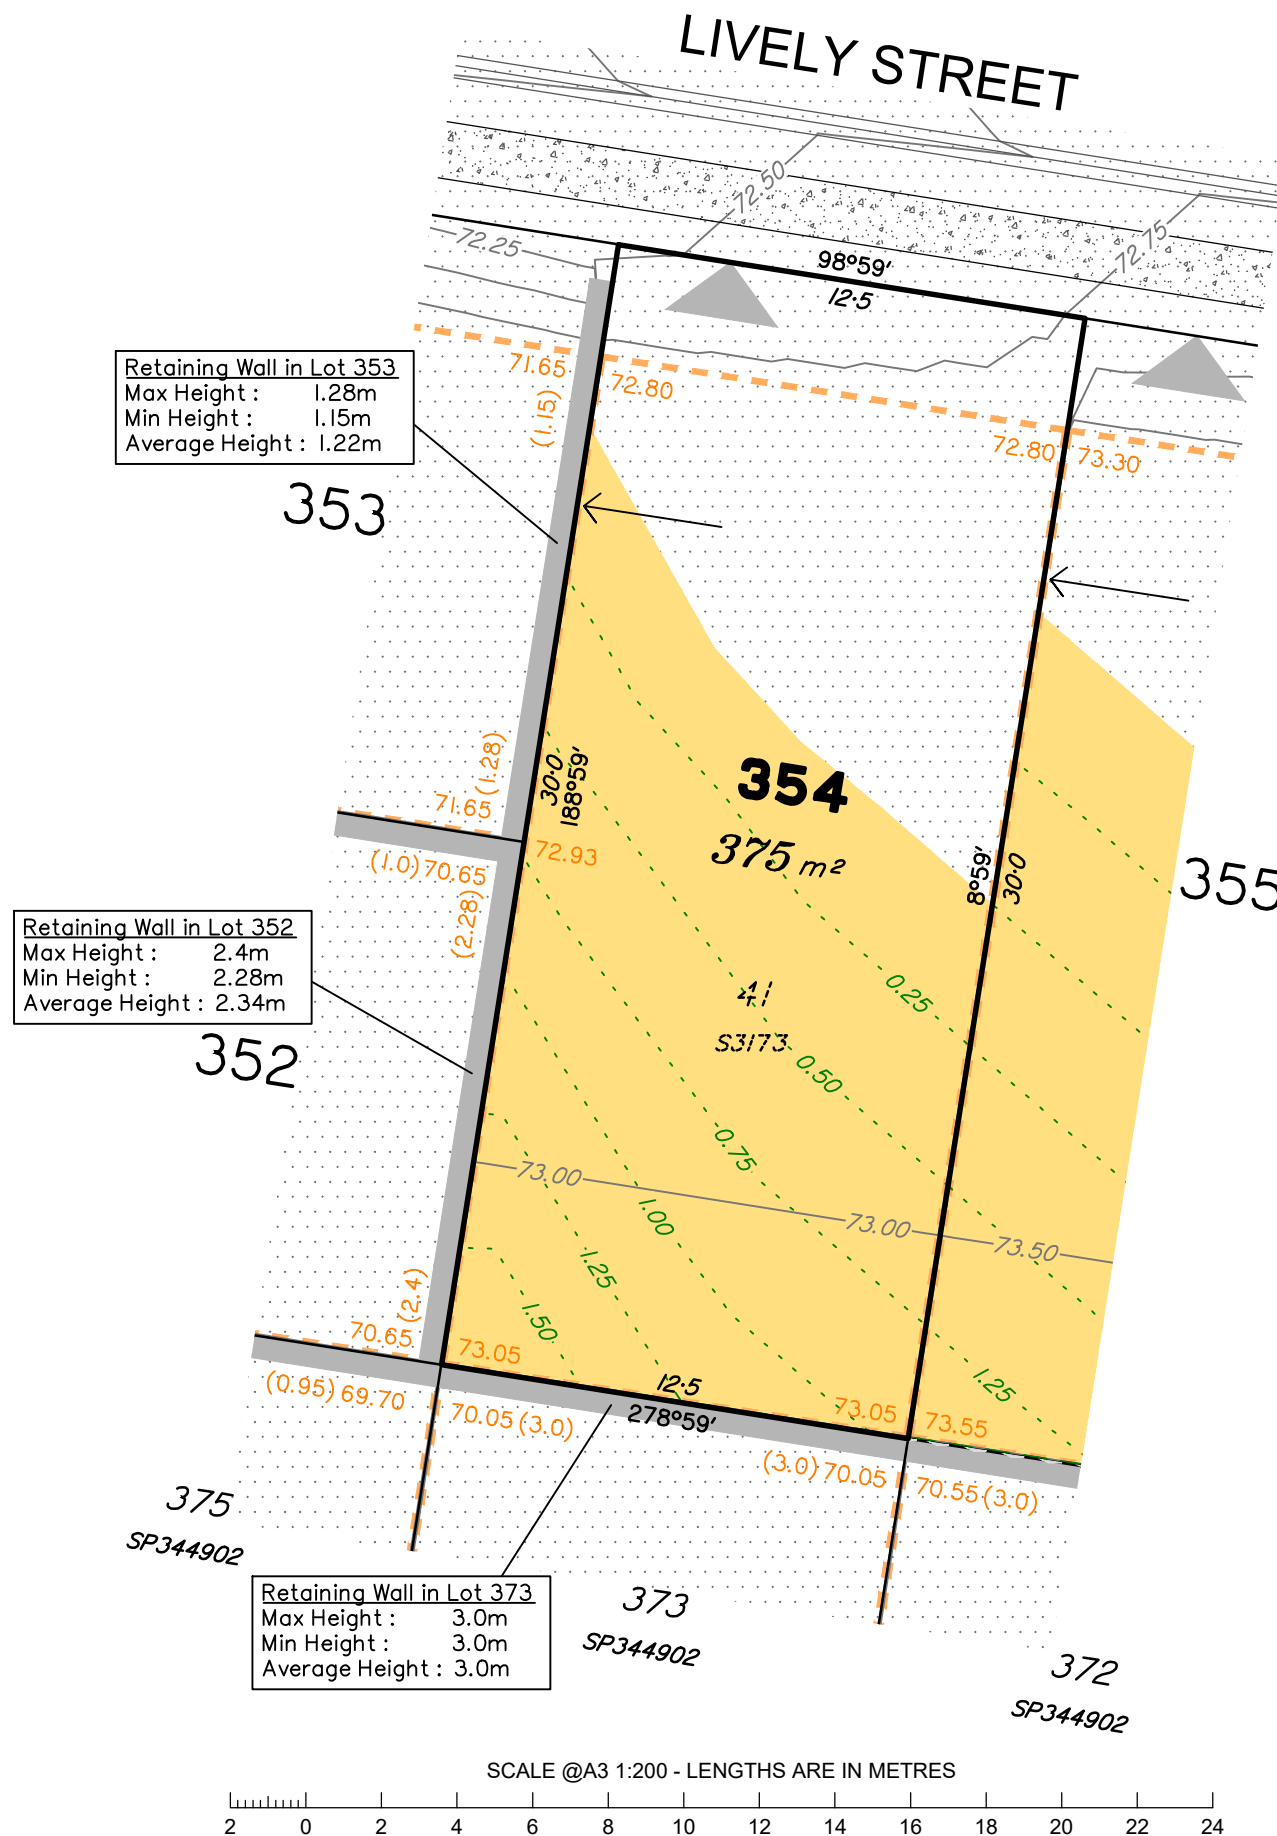 LIVELY STREET
72.50
72.75
72.25
98°59'
12·5
Retaining Wall in Lot 353
Max Height : 1.28m
Min Height : 1.15m
Average Height : 1.22m
71.65
72.80
(1.15)
72.80
73.30
353
354
375 m²
30·0
188°59'
(1.28)
71.65
72.93
(1.0) 70.65
(2.28)
8°59'
30·0
355
Retaining Wall in Lot 352
Max Height : 2.4m
Min Height : 2.28m
Average Height : 2.34m
352
41
S3173
0.25
0.50
0.75
1.00
1.25
1.50
73.00
73.00
73.50
1.25
(2.4)
70.65
73.05
12·5
278°59'
73.05
73.55
(0.95) 69.70
70.05 (3.0)
(3.0) 70.05
70.55 (3.0)
375
SP344902
Retaining Wall in Lot 373
Max Height : 3.0m
Min Height : 3.0m
Average Height : 3.0m
373
SP344902
372
SP344902
SCALE @A3 1:200 - LENGTHS ARE IN METRES
2 0 2 4 6 8 10 12 14 16 18 20 22 24